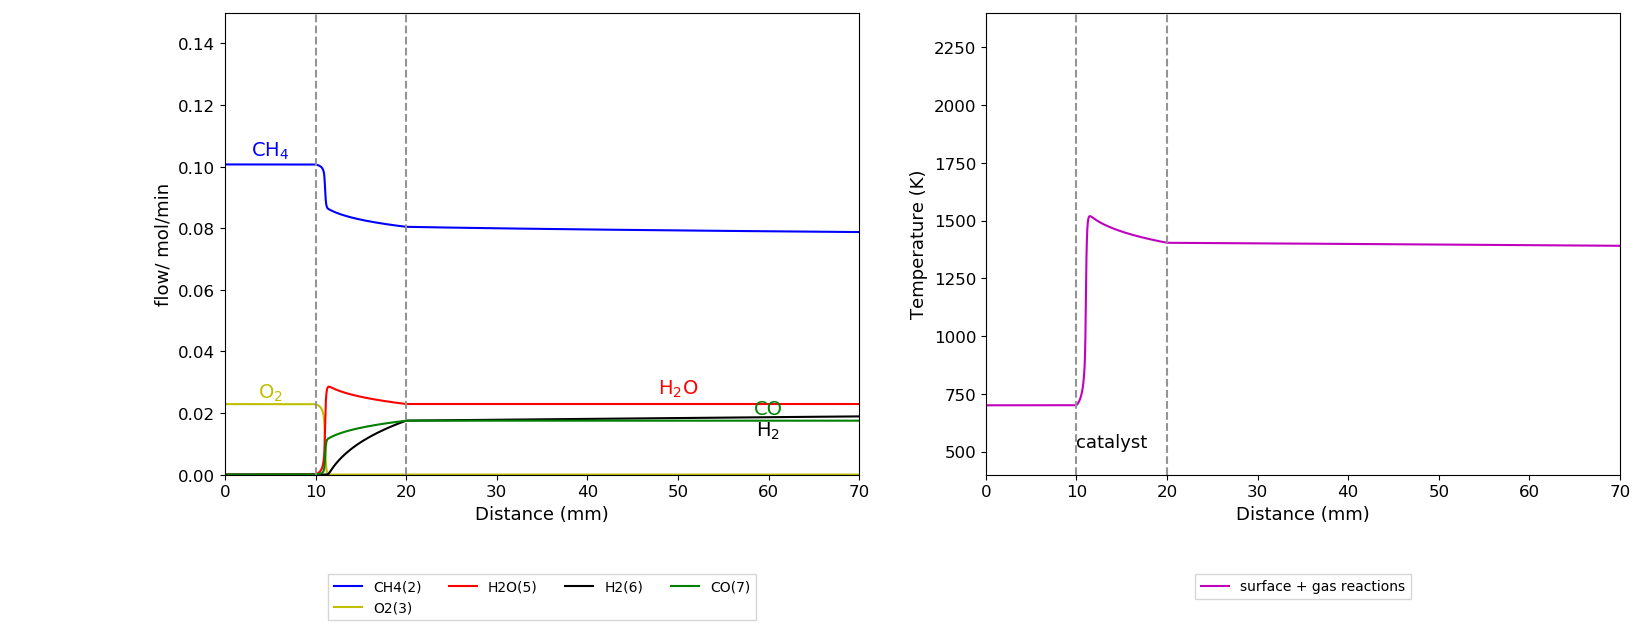 0.14
0.12
0.10
0.08
0.06
0.04
0.02
0.00
flow/ mol/min
CH₄
O₂
H₂O
CO
H₂
0 10 20 30 40 50 60 70
Distance (mm)
CH4(2) H2O(5) H2(6) CO(7)
O2(3)
2250
2000
1750
1500
1250
1000
750
500
Temperature (K)
catalyst
0 10 20 30 40 50 60 70
Distance (mm)
surface + gas reactions